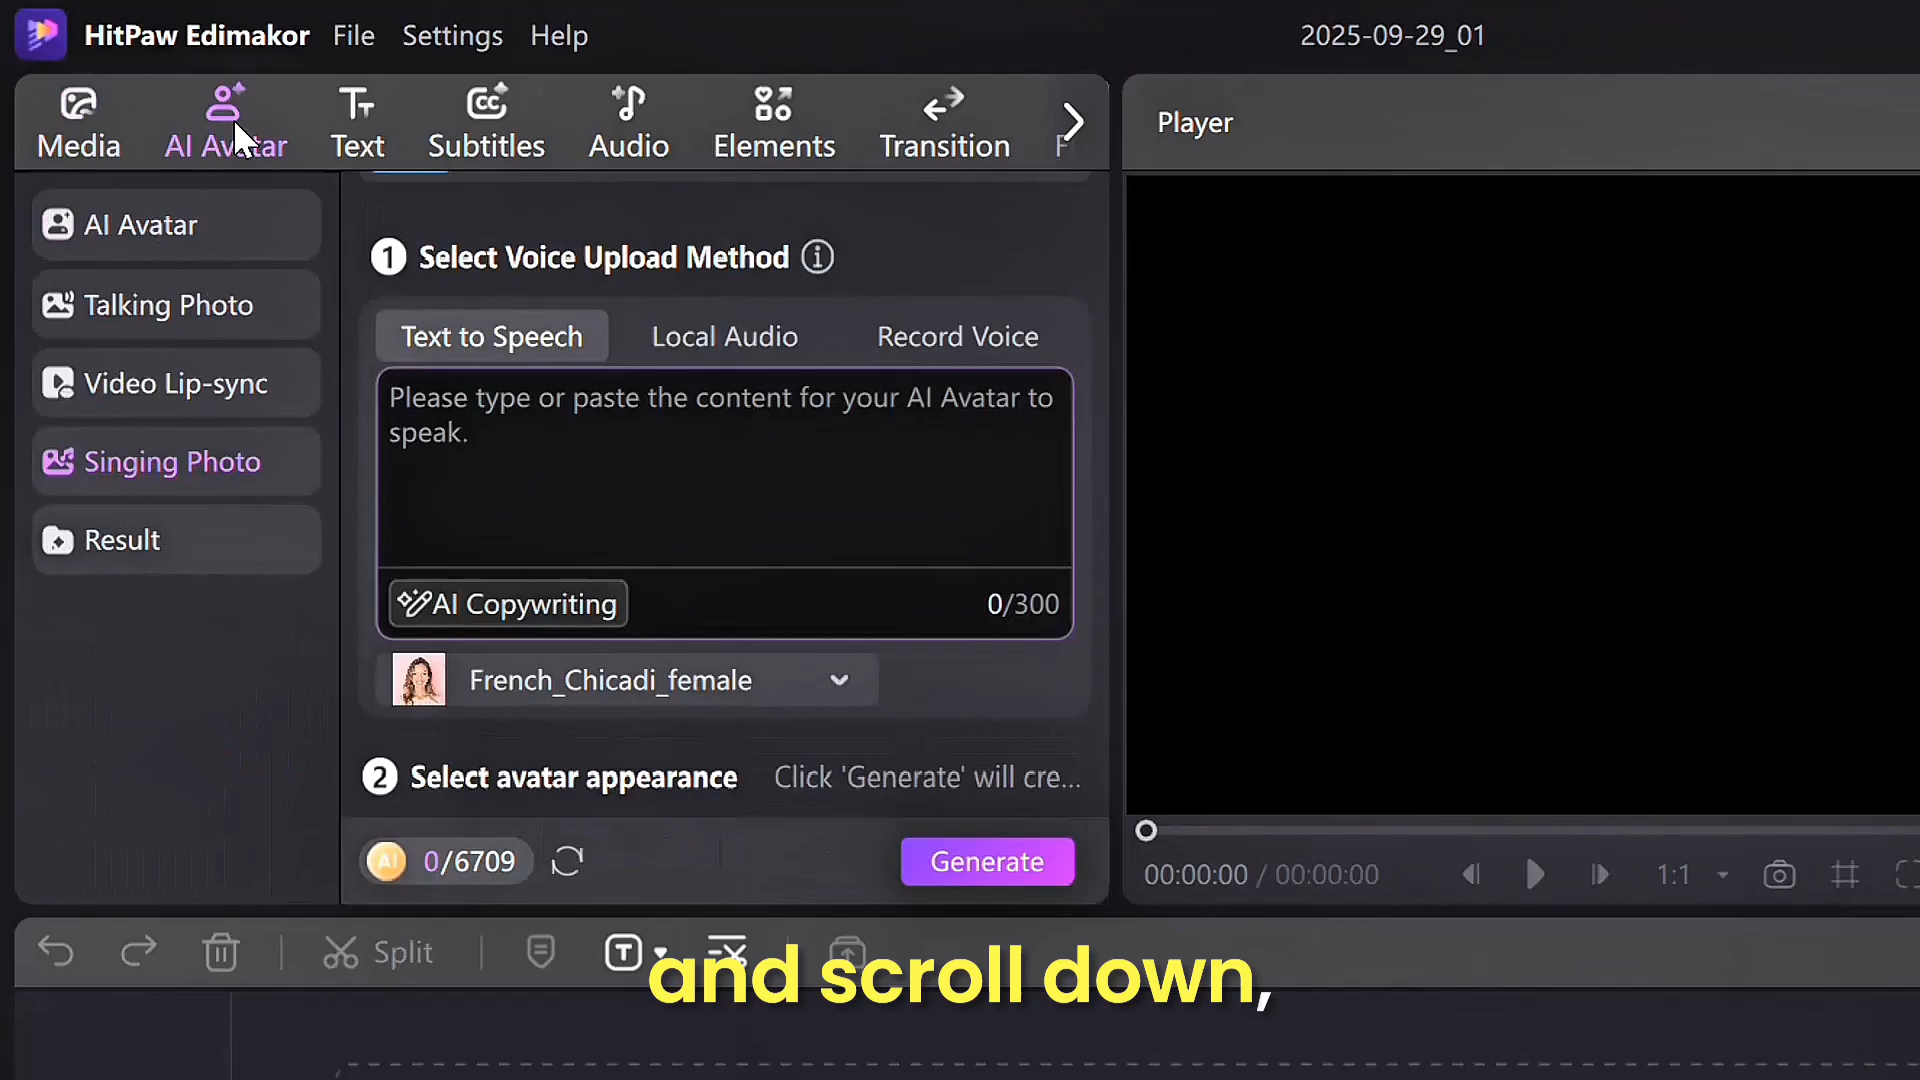 HitPaw Edimakor File Settings Help 2025-09-29_01
Media AI Avatar Text Subtitles Audio Elements Transition
Player
AI Avatar
Talking Photo
Video Lip-sync
Singing Photo
Result
1 Select Voice Upload Method
Text to Speech Local Audio Record Voice
Please type or paste the content for your AI Avatar to
speak.
AI Copywriting 0/300
French_Chicadi_female
2 Select avatar appearance Click 'Generate' will cre...
AI 0/6709 Generate
00:00:00 / 00:00:00 1:1
Split
and scroll down,